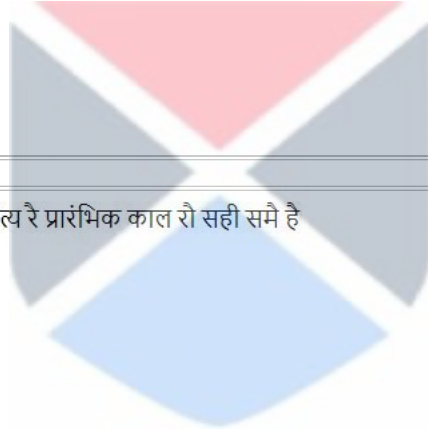 त्य रै प्रारंभिक काल रो सही समै है